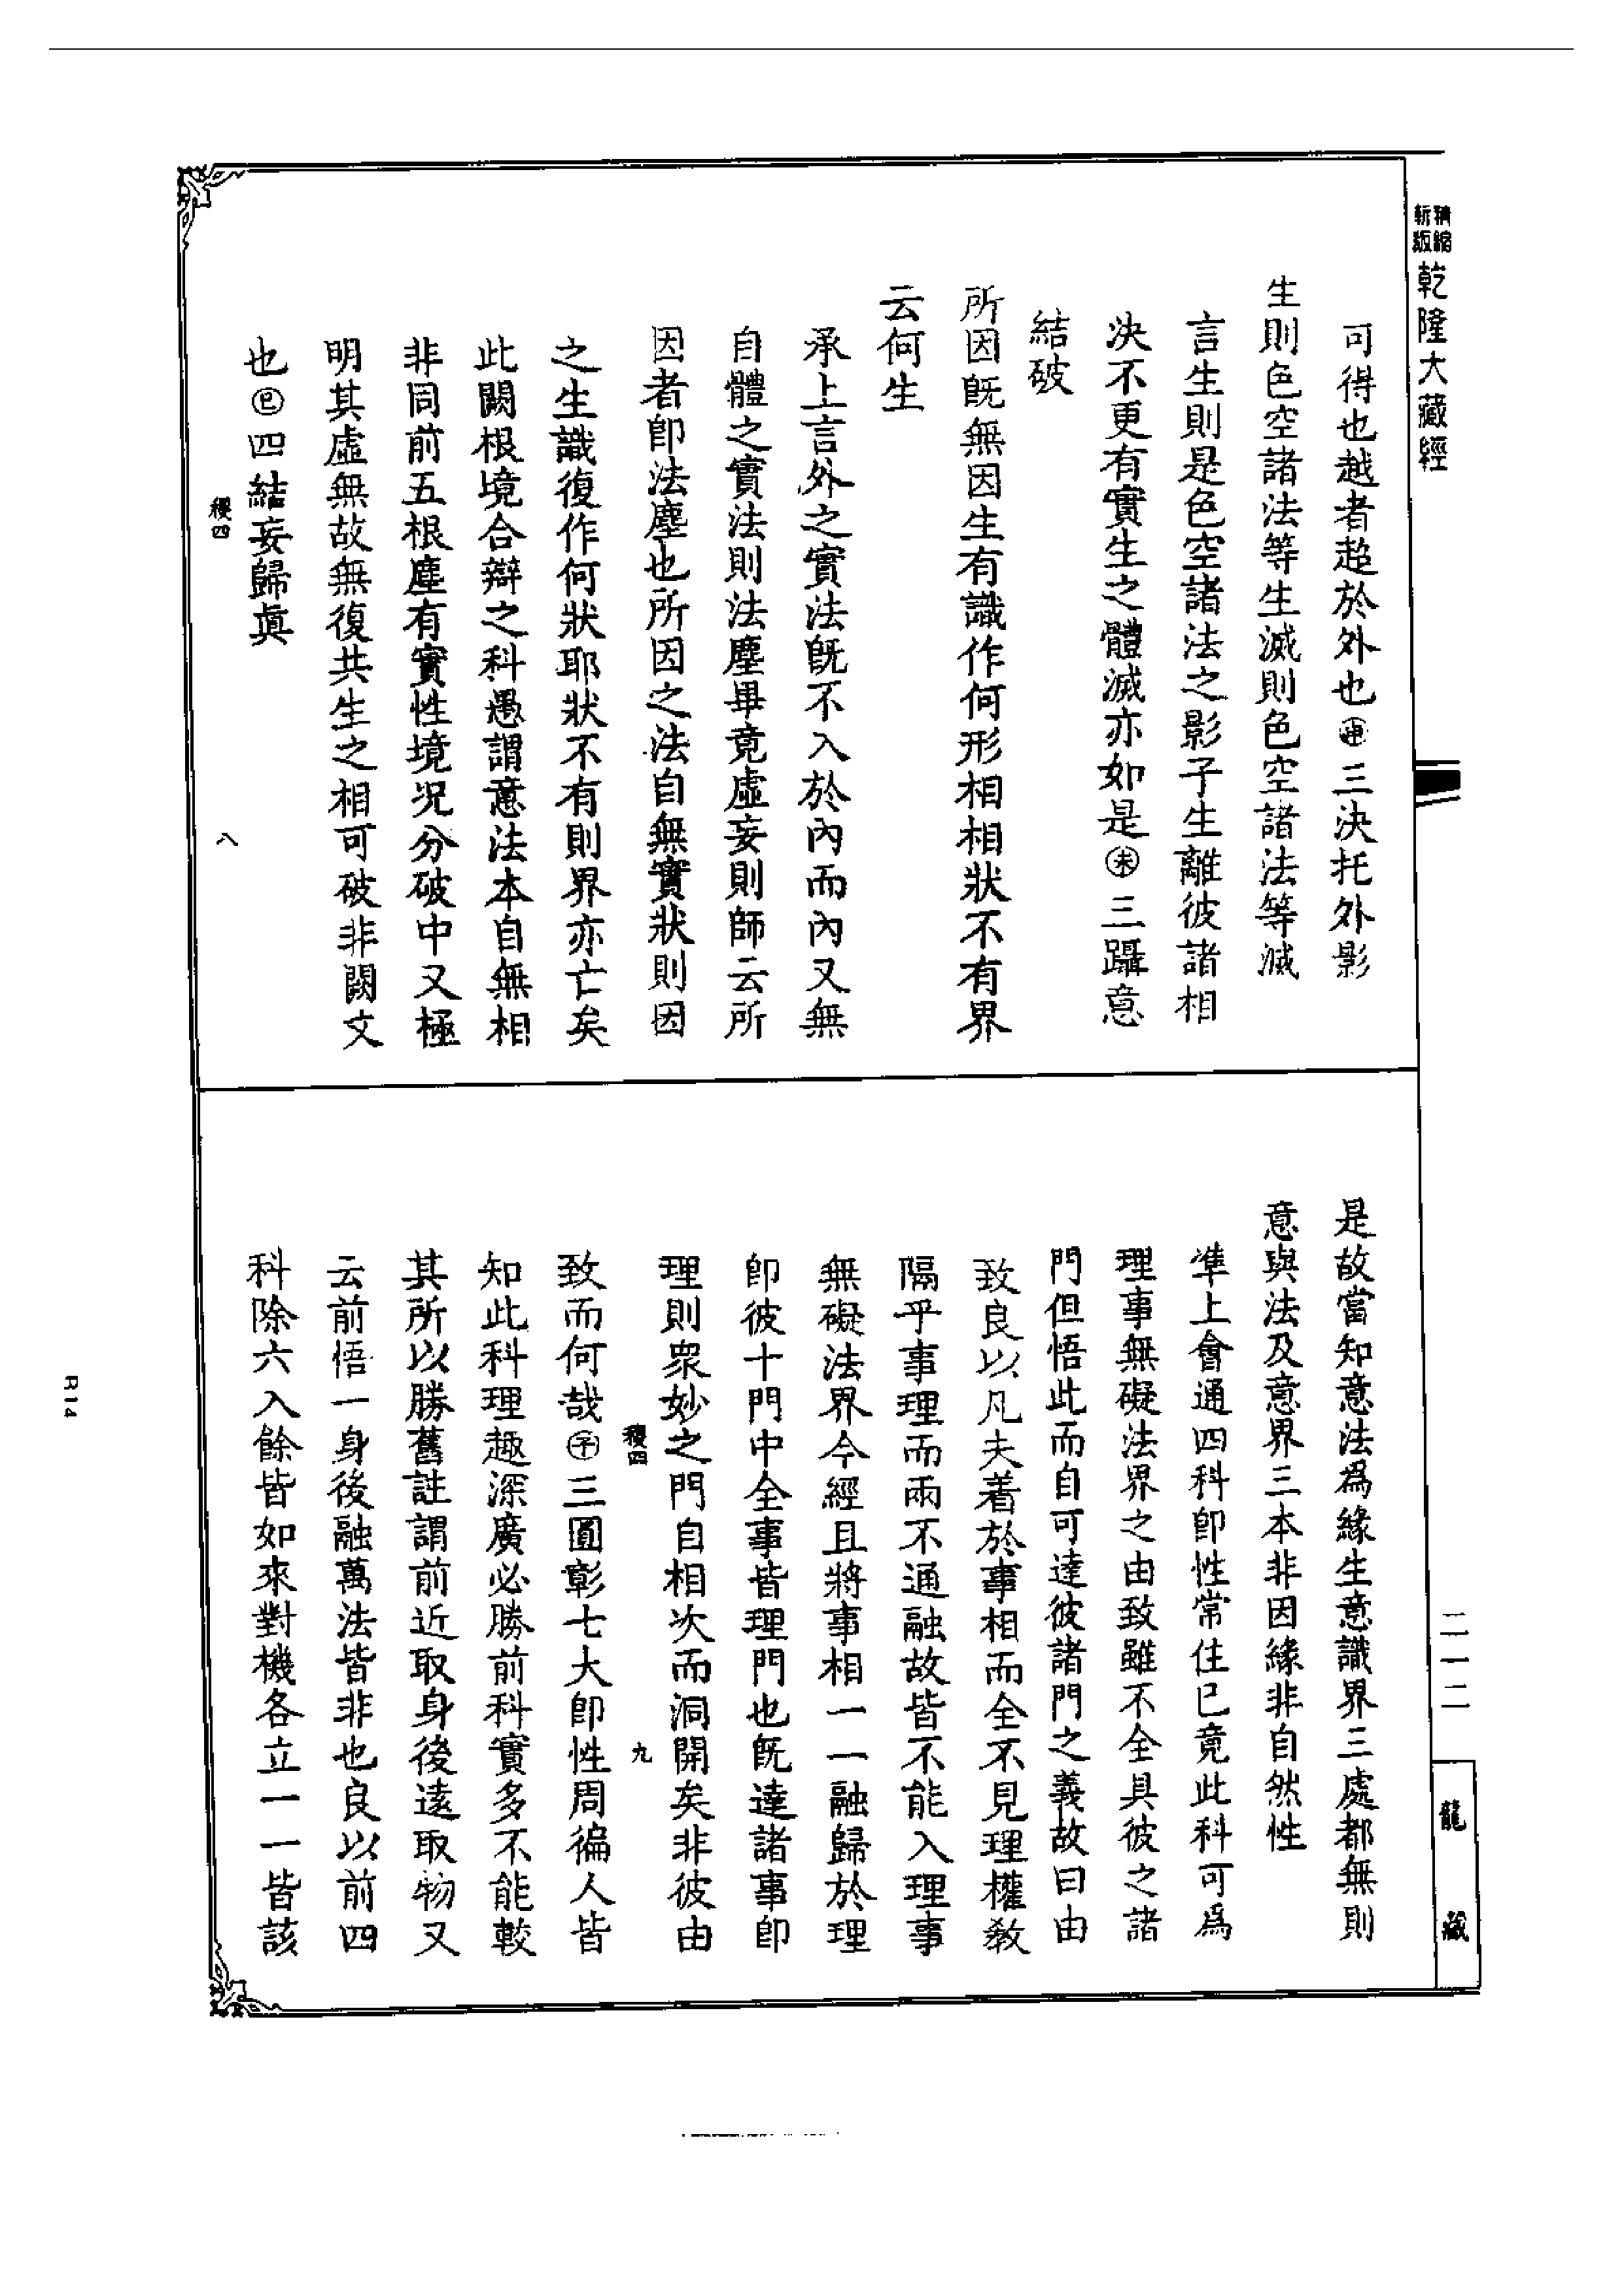 精縮
新版
乾隆大藏經
可得也越者超於外也㊥三決托外影
生則色空諸法等生滅則色空諸法等滅
言生則是色空諸法之影子生離彼諸相
決不更有實生之體滅亦如是㊍三躡意
結破
所因旣無因生有識作何形相相狀不有界
云何生
承上言外之實法旣不入於內而內又無
自體之實法則法塵畢竟虛妄則師云所
因者卽法塵也所因之法自無實狀則因
之生識復作何狀耶狀不有則界亦亡矣
此闕根境合辯之科愚謂意法本自無相
非同前五根塵有實性境況分破中又極
明其虛無故無復共生之相可破非闕文
也㊁四結妄歸眞
稷四
八
是故當知意法爲緣生意識界三處都無則
意與法及意界三本非因緣非自然性
準上會通四科卽性常住已竟此科可爲
理事無礙法界之由致雖不全具彼之諸
門但悟此而自可達彼諸門之義故曰由
致良以凡夫著於事相而全不見理權敎
隔乎事理而兩不通融故皆不能入理事
無礙法界今經且將事相一一融歸於理
卽彼十門中全事皆理門也旣達諸事卽
理則衆妙之門自相次而洞開矣非彼由
稷四
九
致而何哉㊊三圓彰七大卽性周徧人皆
知此科理趣深廣必勝前科實多不能較
其所以勝舊註謂前近取身後遠取物又
云前悟一身後融萬法皆非也良以前四
科除六入餘皆如來對機各立一一皆該
二一二
龍藏
R14